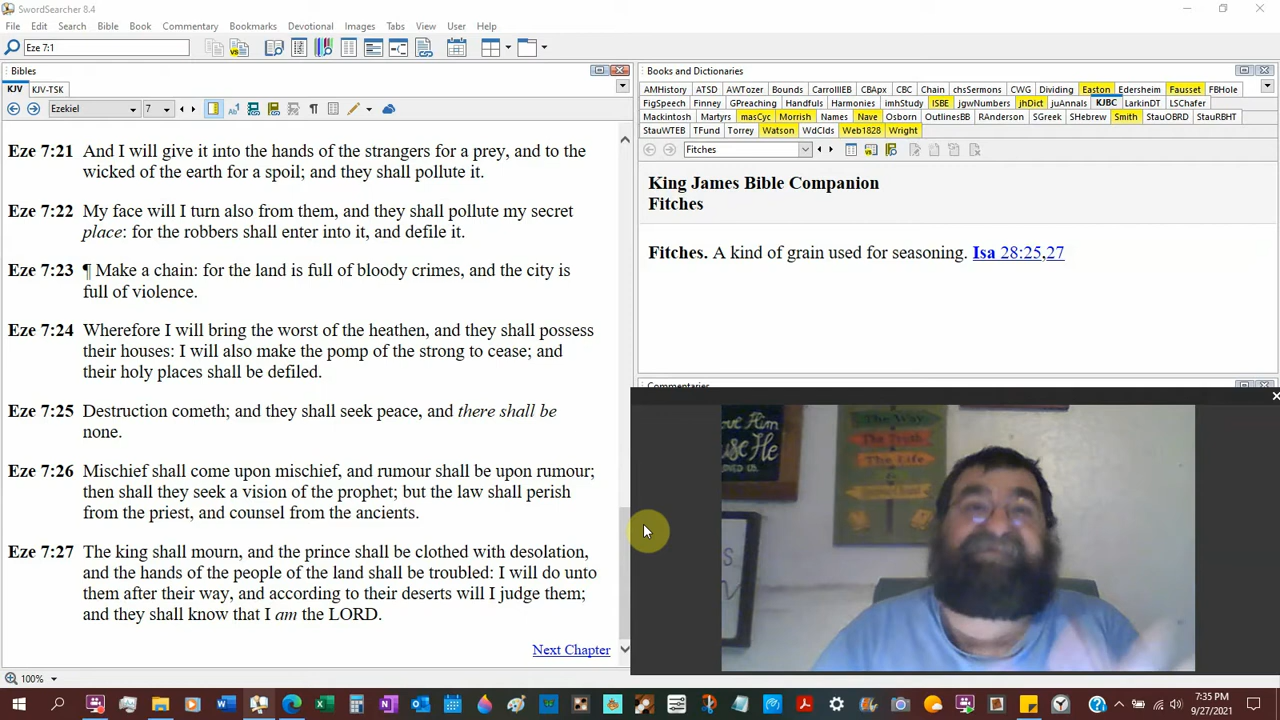 SwordSearcher 8.4
File Edit Search Bible Book Commentary Bookmarks Devotional Images Tabs View User Help
Eze 7:1
Bibles
KJV KJV-TSK
Ezekiel 7
Eze 7:21 And I will give it into the hands of the strangers for a prey, and to the
wicked of the earth for a spoil; and they shall pollute it.
Eze 7:22 My face will I turn also from them, and they shall pollute my secret
place: for the robbers shall enter into it, and defile it.
Eze 7:23 ¶ Make a chain: for the land is full of bloody crimes, and the city is
full of violence.
Eze 7:24 Wherefore I will bring the worst of the heathen, and they shall possess
their houses: I will also make the pomp of the strong to cease; and
their holy places shall be defiled.
Eze 7:25 Destruction cometh; and they shall seek peace, and there shall be
none.
Eze 7:26 Mischief shall come upon mischief, and rumour shall be upon rumour;
then shall they seek a vision of the prophet; but the law shall perish
from the priest, and counsel from the ancients.
Eze 7:27 The king shall mourn, and the prince shall be clothed with desolation,
and the hands of the people of the land shall be troubled: I will do unto
them after their way, and according to their deserts will I judge them;
and they shall know that I am the LORD.
Next Chapter
100%
Books and Dictionaries
AMHistory ATSD AWTozer Bounds CarrollEB CBApx CBC Chain chsSermons CWG Dividing Easton Edersheim Fausset FBHole
FigSpeech Finney GPreaching Handfuls Harmonies imhStudy ISBE jgwNumbers jhDict juAnnals KJBC LarkinDT LSChafer
Mackintosh Martyrs masCyc Morrish Names Nave Osborn OutlinesBB RAnderson SGreek SHebrew Smith StauOBRD StauRBHT
StauWTEB TFund Torrey Watson WdClds Web1828 Wright
Fitches
King James Bible Companion
Fitches
Fitches. A kind of grain used for seasoning. Isa 28:25,27
Commentaries
ove Him
use He
OVED US.
The Way
The Truth
The Life
7:35 PM
9/27/2021